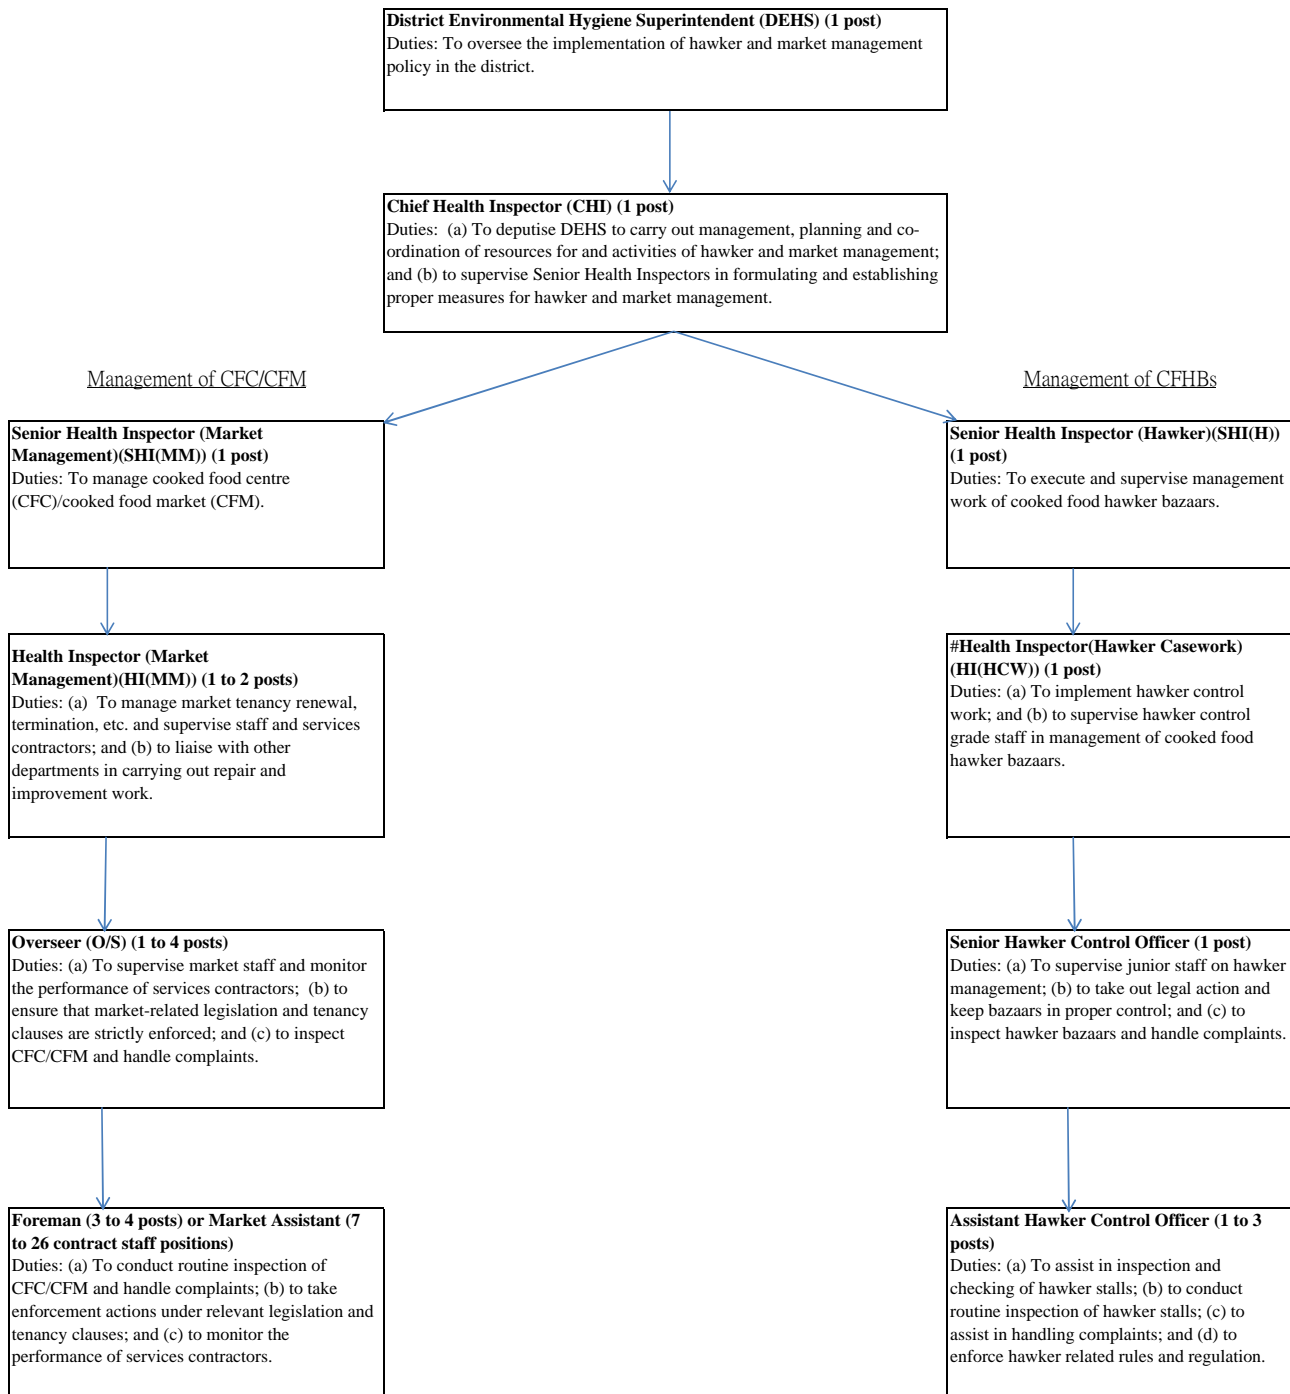 District Environmental Hygiene Superintendent (DEHS) (1 post)
Duties: To oversee the implementation of hawker and market management
policy in the district.
Chief Health Inspector (CHI) (1 post)
Duties:  (a) To deputise DEHS to carry out management, planning and co-
ordination of resources for and activities of hawker and market management;
and (b) to supervise Senior Health Inspectors in formulating and establishing
proper measures for hawker and market management.
Management of CFC/CFM
Senior Health Inspector (Market
Management)(SHI(MM)) (1 post)
Duties: To manage cooked food centre
(CFC)/cooked food market (CFM).
Health Inspector (Market
Management)(HI(MM)) (1 to 2 posts)
Duties: (a)  To manage market tenancy renewal,
termination, etc. and supervise staff and services
contractors; and (b) to liaise with other
departments in carrying out repair and
improvement work.
Overseer (O/S) (1 to 4 posts)
Duties: (a) To supervise market staff and monitor
the performance of services contractors;  (b) to
ensure that market-related legislation and tenancy
clauses are strictly enforced; and (c) to inspect
CFC/CFM and handle complaints.
Foreman (3 to 4 posts) or Market Assistant (7
to 26 contract staff positions)
Duties: (a) To conduct routine inspection of
CFC/CFM and handle complaints; (b) to take
enforcement actions under relevant legislation and
tenancy clauses; and (c) to monitor the
performance of services contractors.
Management of CFHBs
Senior Health Inspector (Hawker)(SHI(H))
(1 post)
Duties: To execute and supervise management
work of cooked food hawker bazaars.
#Health Inspector(Hawker Casework)
(HI(HCW)) (1 post)
Duties: (a) To implement hawker control
work; and (b) to supervise hawker control
grade staff in management of cooked food
hawker bazaars.
Senior Hawker Control Officer (1 post)
Duties: (a) To supervise junior staff on hawker
management; (b) to take out legal action and
keep bazaars in proper control; and (c) to
inspect hawker bazaars and handle complaints.
Assistant Hawker Control Officer (1 to 3
posts)
Duties: (a) To assist in inspection and
checking of hawker stalls; (b) to conduct
routine inspection of hawker stalls; (c) to
assist in handling complaints; and (d) to
enforce hawker related rules and regulation.